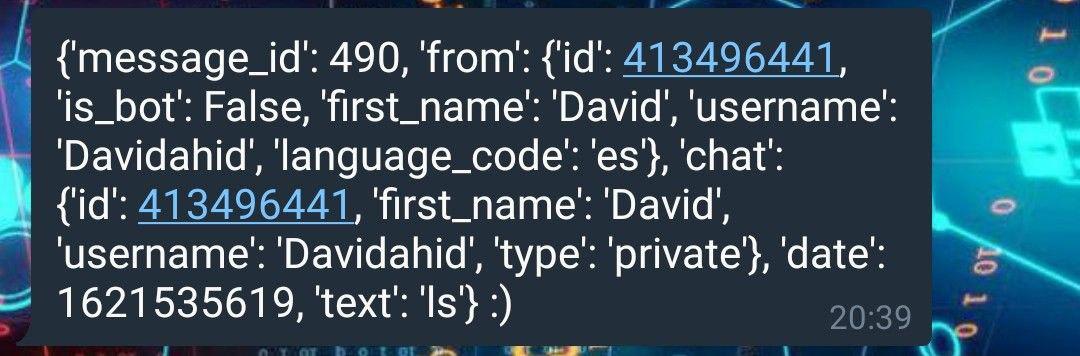 {'message_id': 490, 'from': {'id': 413496441,
'is_bot': False, 'first_name': 'David', 'username':
'Davidahid', 'language_code': 'es'}, 'chat':
{'id': 413496441, 'first_name': 'David',
'username': 'Davidahid', 'type': 'private'}, 'date':
1621535619, 'text': 'ls'} :)
20:39